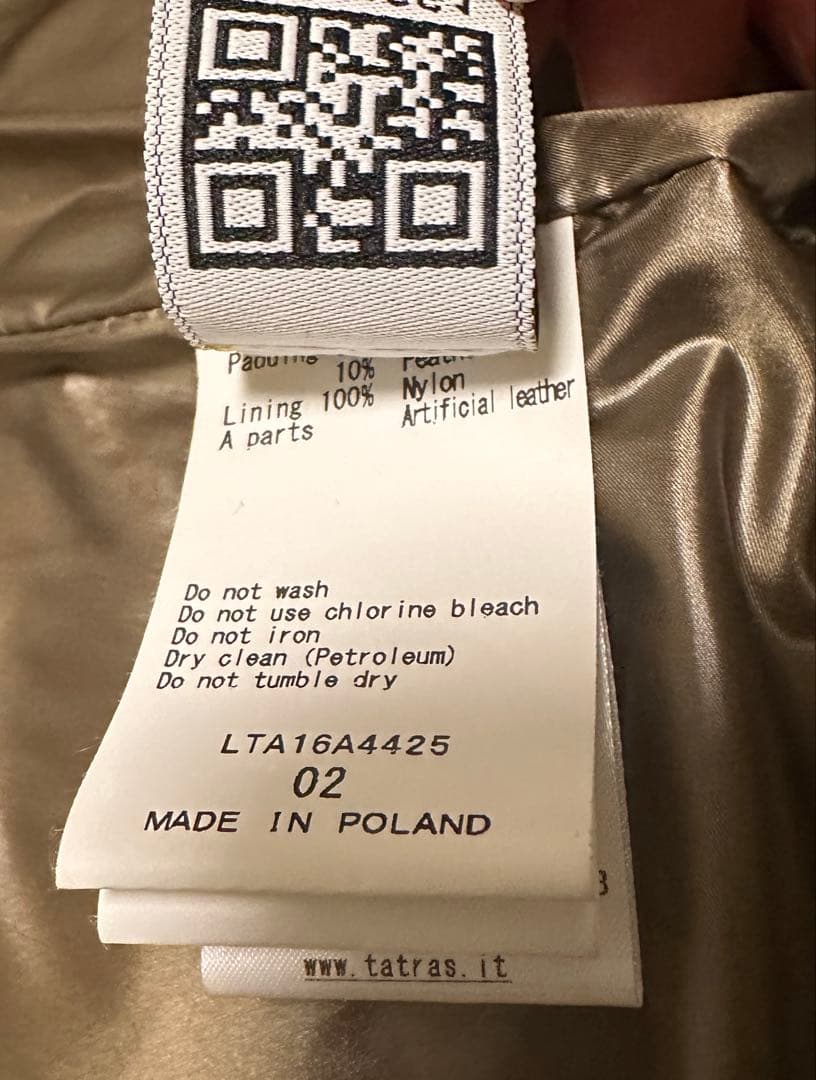 10%
Lining 100% Nylon
A parts Artificial leather
Do not wash
Do not use chlorine bleach
Do not iron
Dry clean (Petroleum)
Do not tumble dry
LTA16A4425
02
MADE IN POLAND
3
www.tatras.it